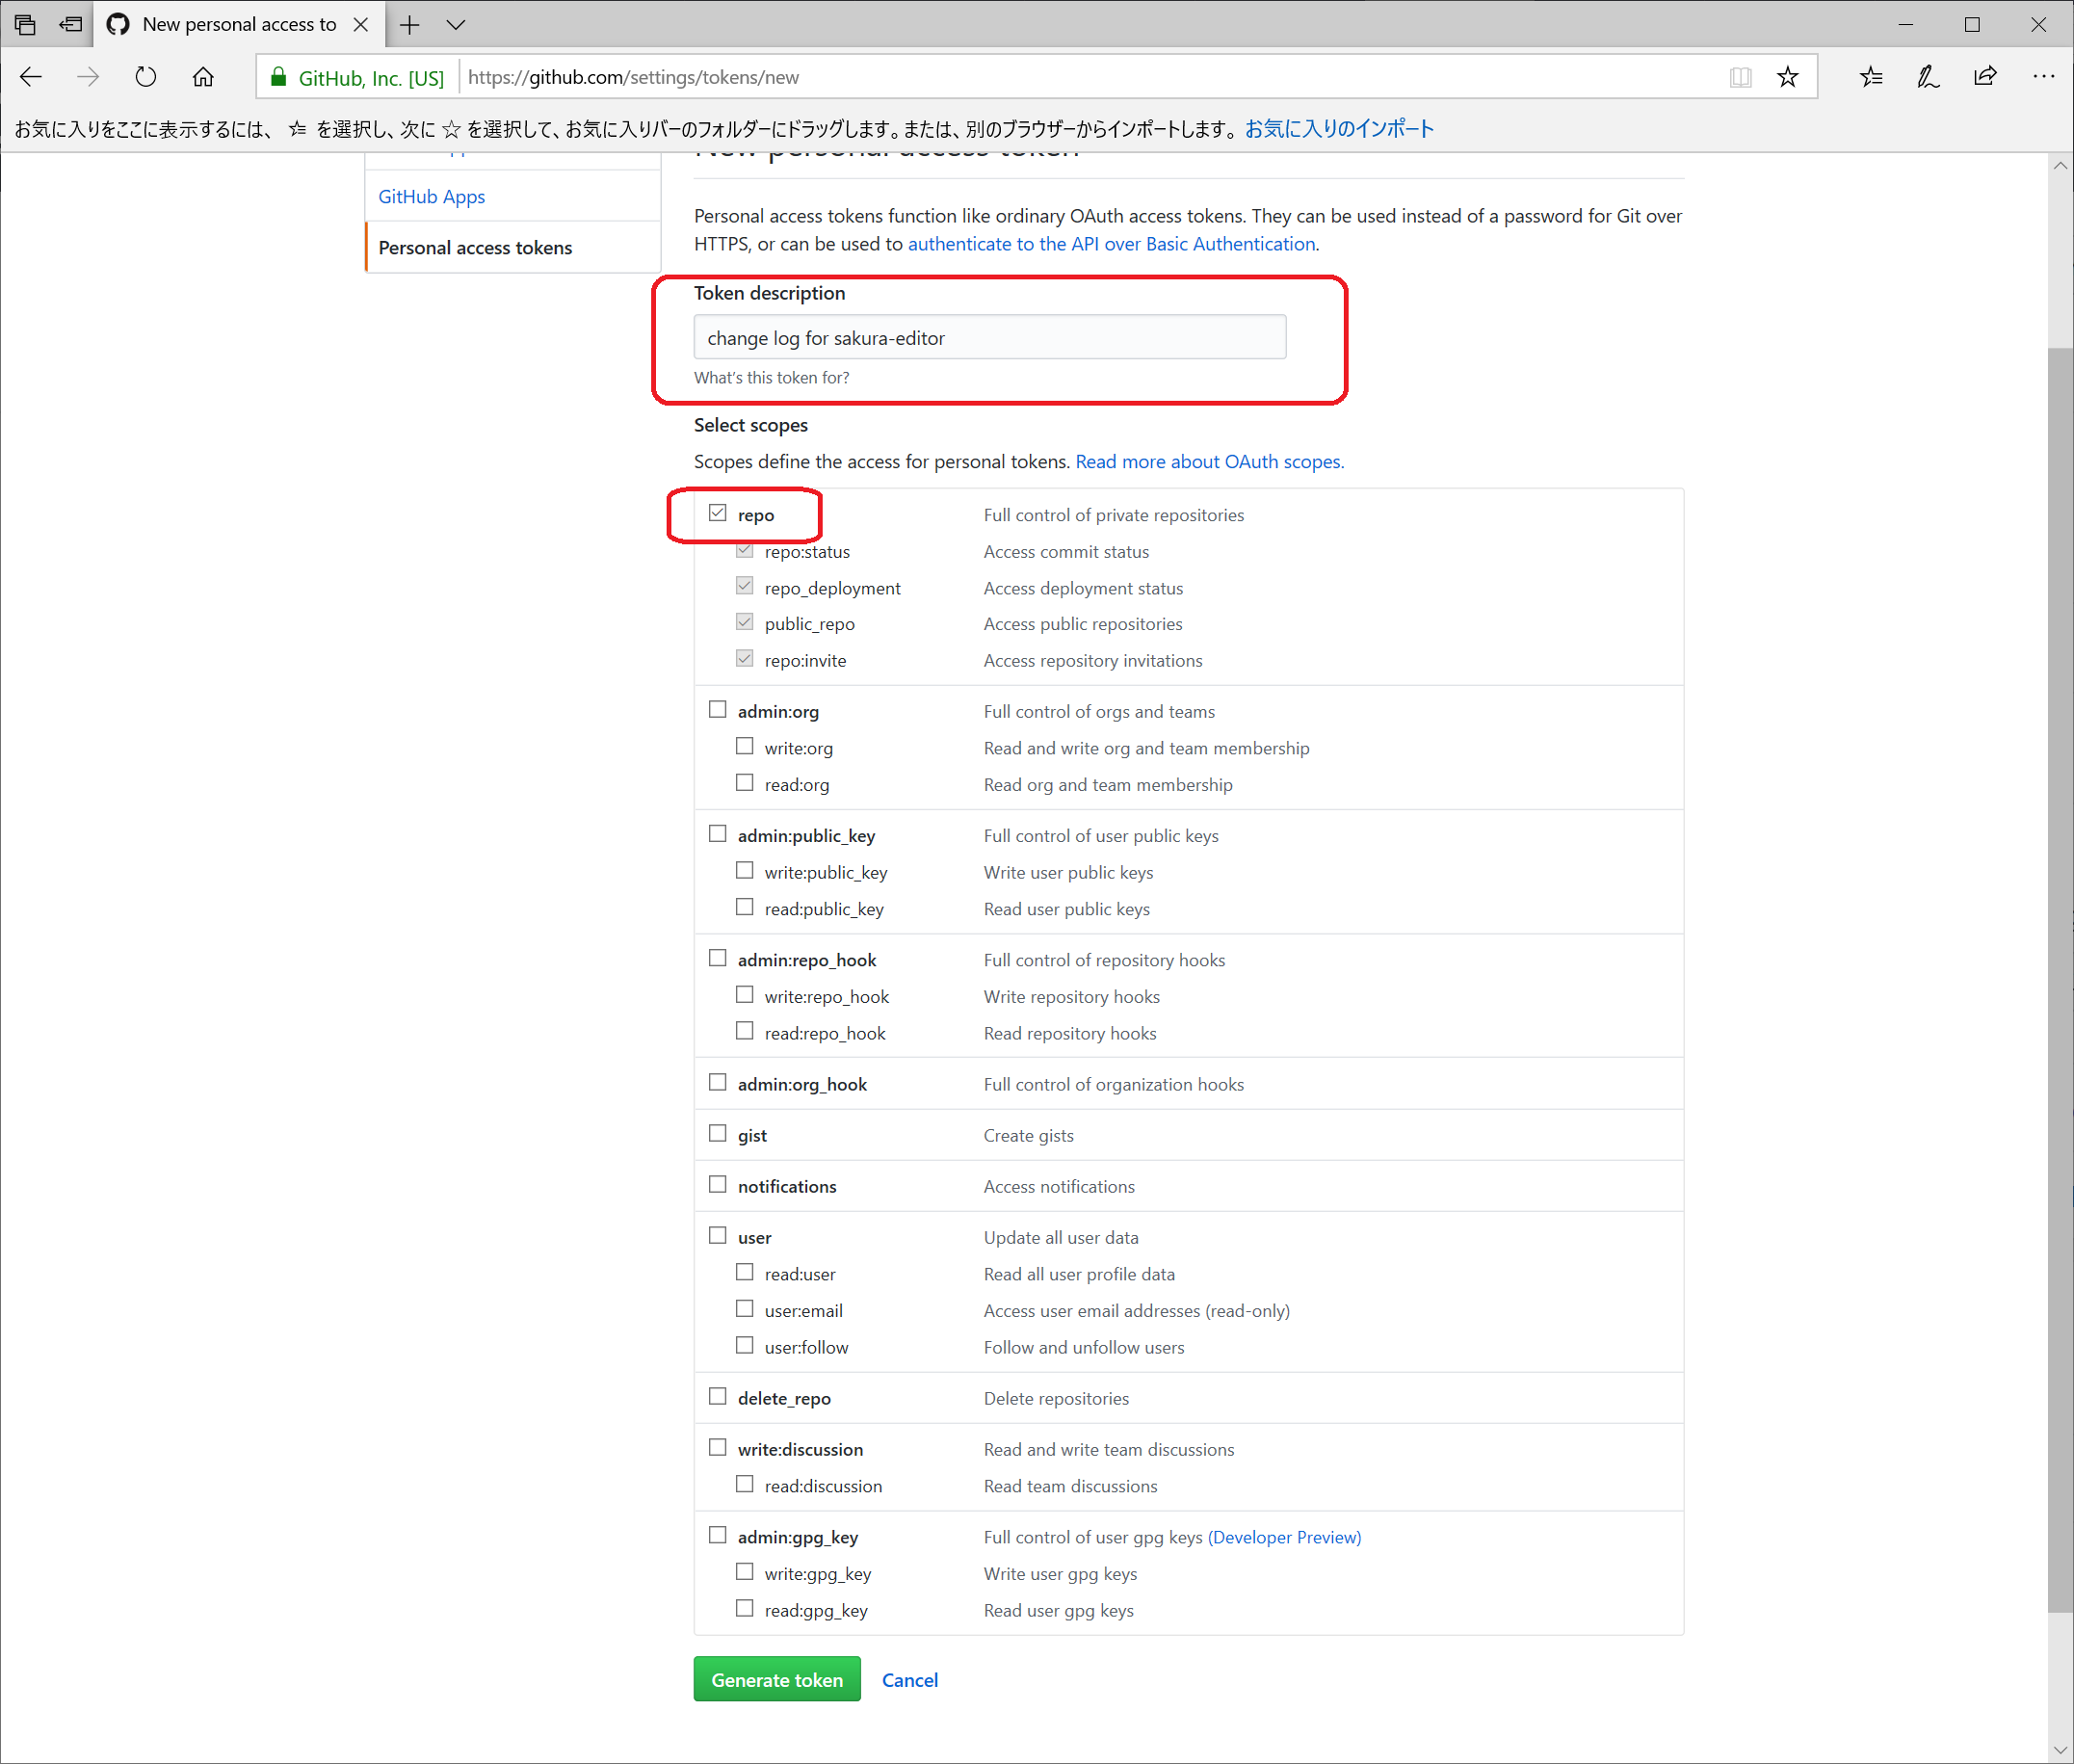 New personal access to
GitHub, Inc. [US] https://github.com/settings/tokens/new
お気に入りをここに表示するには、 を選択し、次に ☆ を選択して、お気に入りバーのフォルダーにドラッグします。または、別のブラウザーからインポートします。 お気に入りのインポート
New personal access token
GitHub Apps
Personal access tokens
Personal access tokens function like ordinary OAuth access tokens. They can be used instead of a password for Git over
HTTPS, or can be used to authenticate to the API over Basic Authentication.
Token description
change log for sakura-editor
What's this token for?
Select scopes
Scopes define the access for personal tokens. Read more about OAuth scopes.
repo Full control of private repositories
repo:status Access commit status
repo_deployment Access deployment status
public_repo Access public repositories
repo:invite Access repository invitations
admin:org Full control of orgs and teams
write:org Read and write org and team membership
read:org Read org and team membership
admin:public_key Full control of user public keys
write:public_key Write user public keys
read:public_key Read user public keys
admin:repo_hook Full control of repository hooks
write:repo_hook Write repository hooks
read:repo_hook Read repository hooks
admin:org_hook Full control of organization hooks
gist Create gists
notifications Access notifications
user Update all user data
read:user Read all user profile data
user:email Access user email addresses (read-only)
user:follow Follow and unfollow users
delete_repo Delete repositories
write:discussion Read and write team discussions
read:discussion Read team discussions
admin:gpg_key Full control of user gpg keys (Developer Preview)
write:gpg_key Write user gpg keys
read:gpg_key Read user gpg keys
Generate token Cancel